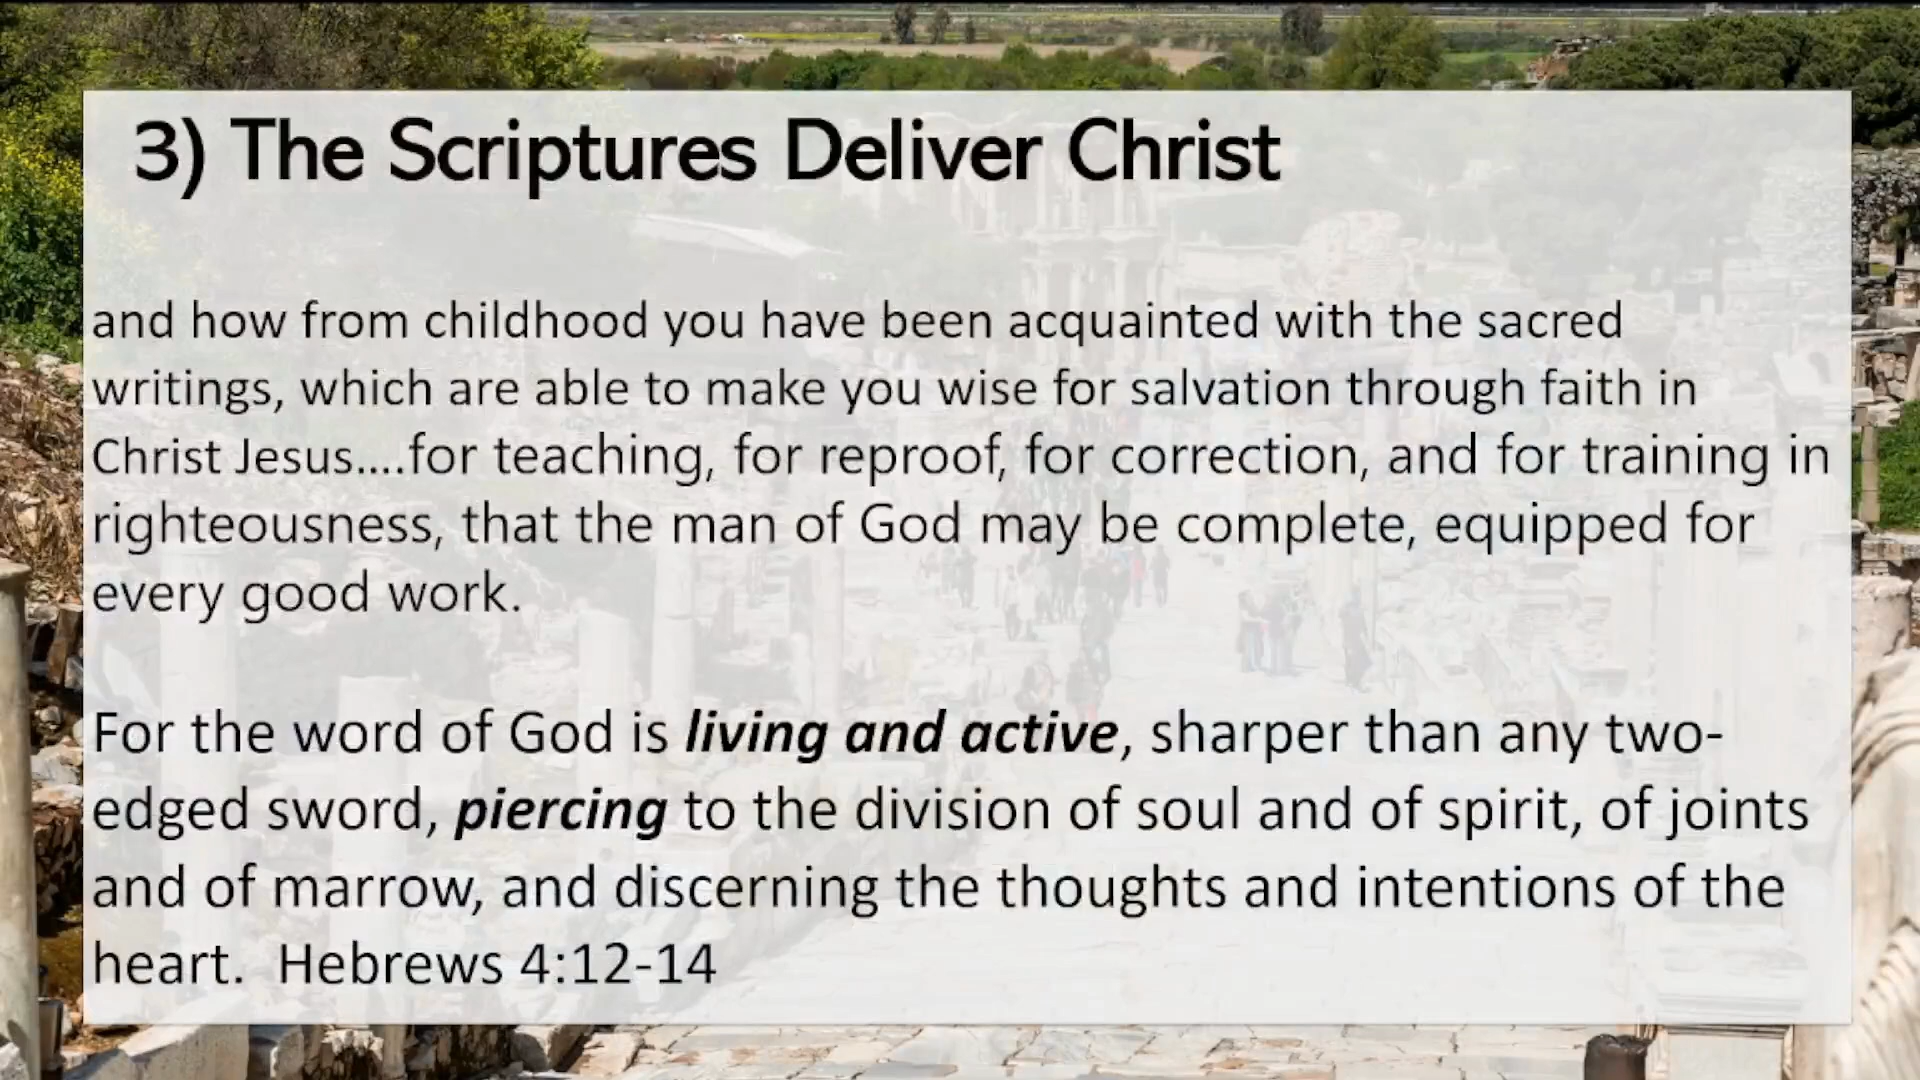 3) The Scriptures Deliver Christ
and how from childhood you have been acquainted with the sacred
writings, which are able to make you wise for salvation through faith in
Christ Jesus....for teaching, for reproof, for correction, and for training in
righteousness, that the man of God may be complete, equipped for
every good work.
For the word of God is living and active, sharper than any two-
edged sword, piercing to the division of soul and of spirit, of joints
and of marrow, and discerning the thoughts and intentions of the
heart.  Hebrews 4:12-14